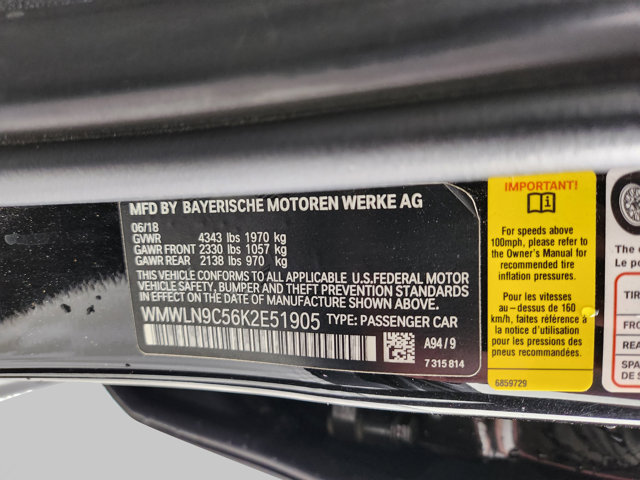 MFD BY BAYERISCHE MOTOREN WERKE AG
06/18
GVWR 4343 lbs 1970 kg
GAWR FRONT 2330 lbs 1057 kg
GAWR REAR 2138 lbs 970 kg
THIS VEHICLE CONFORMS TO ALL APPLICABLE U.S.FEDERAL MOTOR
VEHICLE SAFETY, BUMPER AND THEFT PREVENTION STANDARDS
IN EFFECT ON THE DATE OF MANUFACTURE SHOWN ABOVE.
WMWLN9C56K2E51905 TYPE: PASSENGER CAR
A94 / 9
7 315 814
IMPORTANT!
For speeds above
100mph, please refer to
the Owner's Manual for
recommended tire
inflation pressures.
Pour les vitesses
au-dessus de 160
km/h, faites référence
à la notice d'utilisation
pour les pressions des
pneus recommandées.
6859729
TIR
SPA
DE S